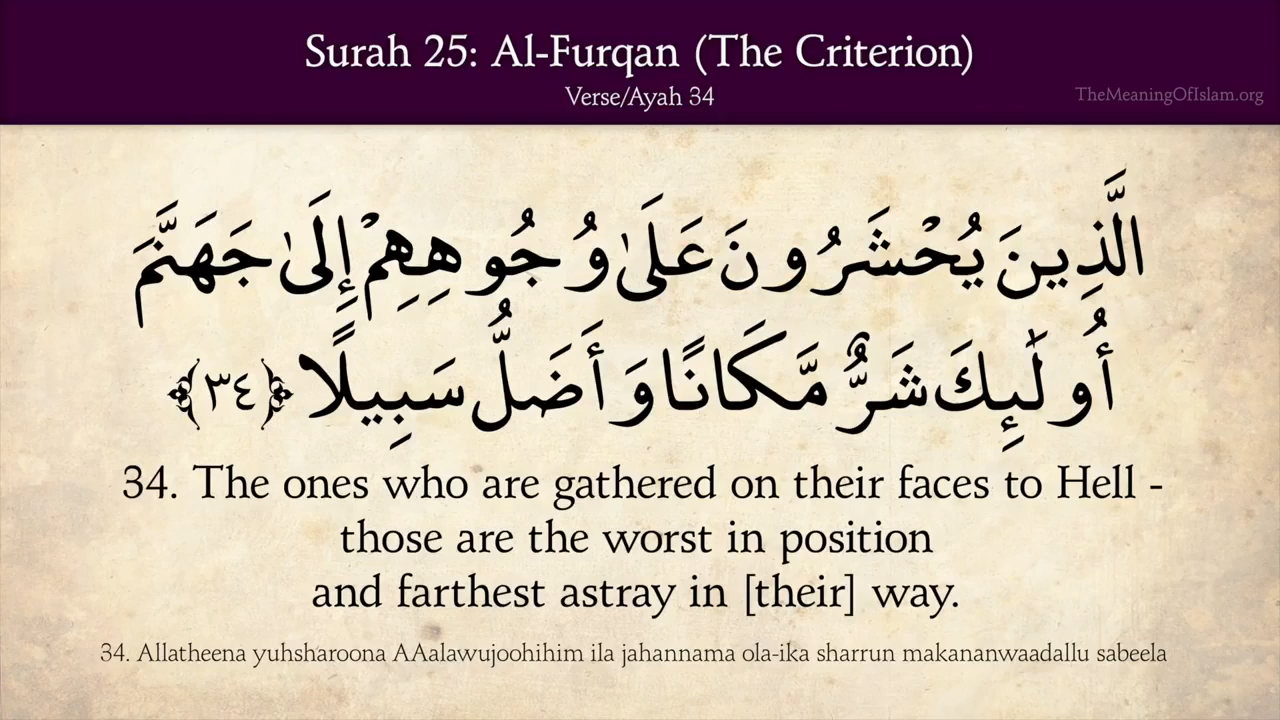 Surah 25: Al-Furqan (The Criterion)
Verse/Ayah 34
TheMeaningOfIslam.org
الَّذِينَ يُحْشَرُونَ عَلَىٰ وُجُوهِهِمْ إِلَىٰ جَهَنَّمَ
أُولَٰئِكَ شَرٌّ مَّكَانًا وَأَضَلُّ سَبِيلًا ﴿٣٤﴾
34. The ones who are gathered on their faces to Hell -
those are the worst in position
and farthest astray in [their] way.
34. Allatheena yuhsharoona AAalawujoohihim ila jahannama ola-ika sharrun makananwaadallu sabeela